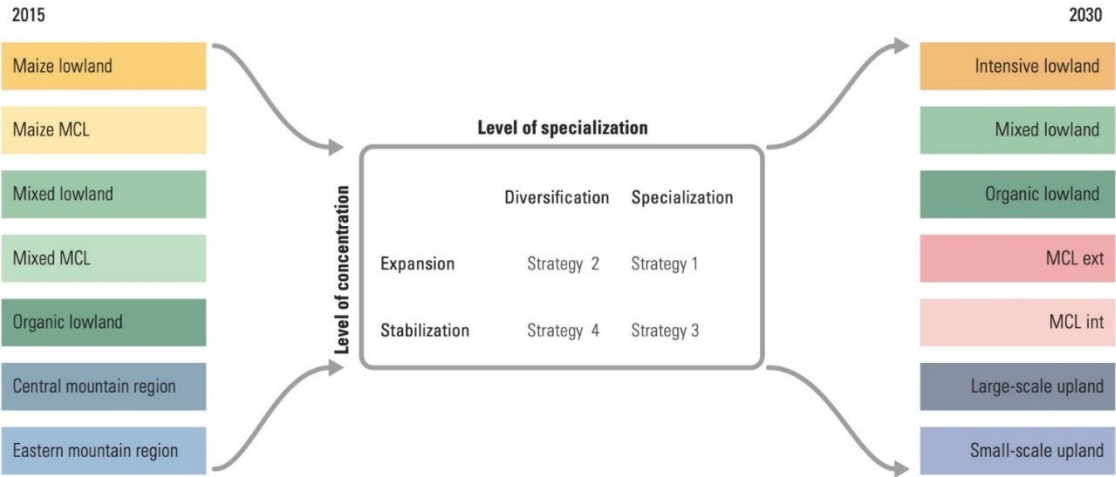 2015
2030
Maize lowland
Maize MCL
Mixed lowland
Mixed MCL
Organic lowland
Central mountain region
Eastern mountain region
Level of specialization
Level of concentration
Diversification Specialization
Expansion Strategy 2 Strategy 1
Stabilization Strategy 4 Strategy 3
Intensive lowland
Mixed lowland
Organic lowland
MCL ext
MCL int
Large-scale upland
Small-scale upland